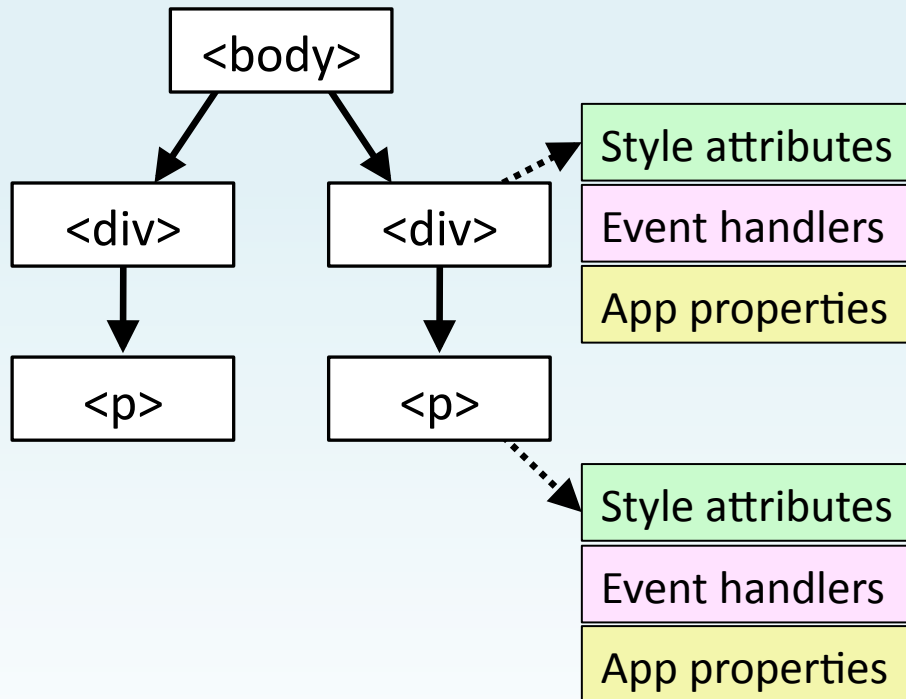 <body>
<div>
<div>
Style attributes
Event handlers
App properties
<p>
<p>
Style attributes
Event handlers
App properties